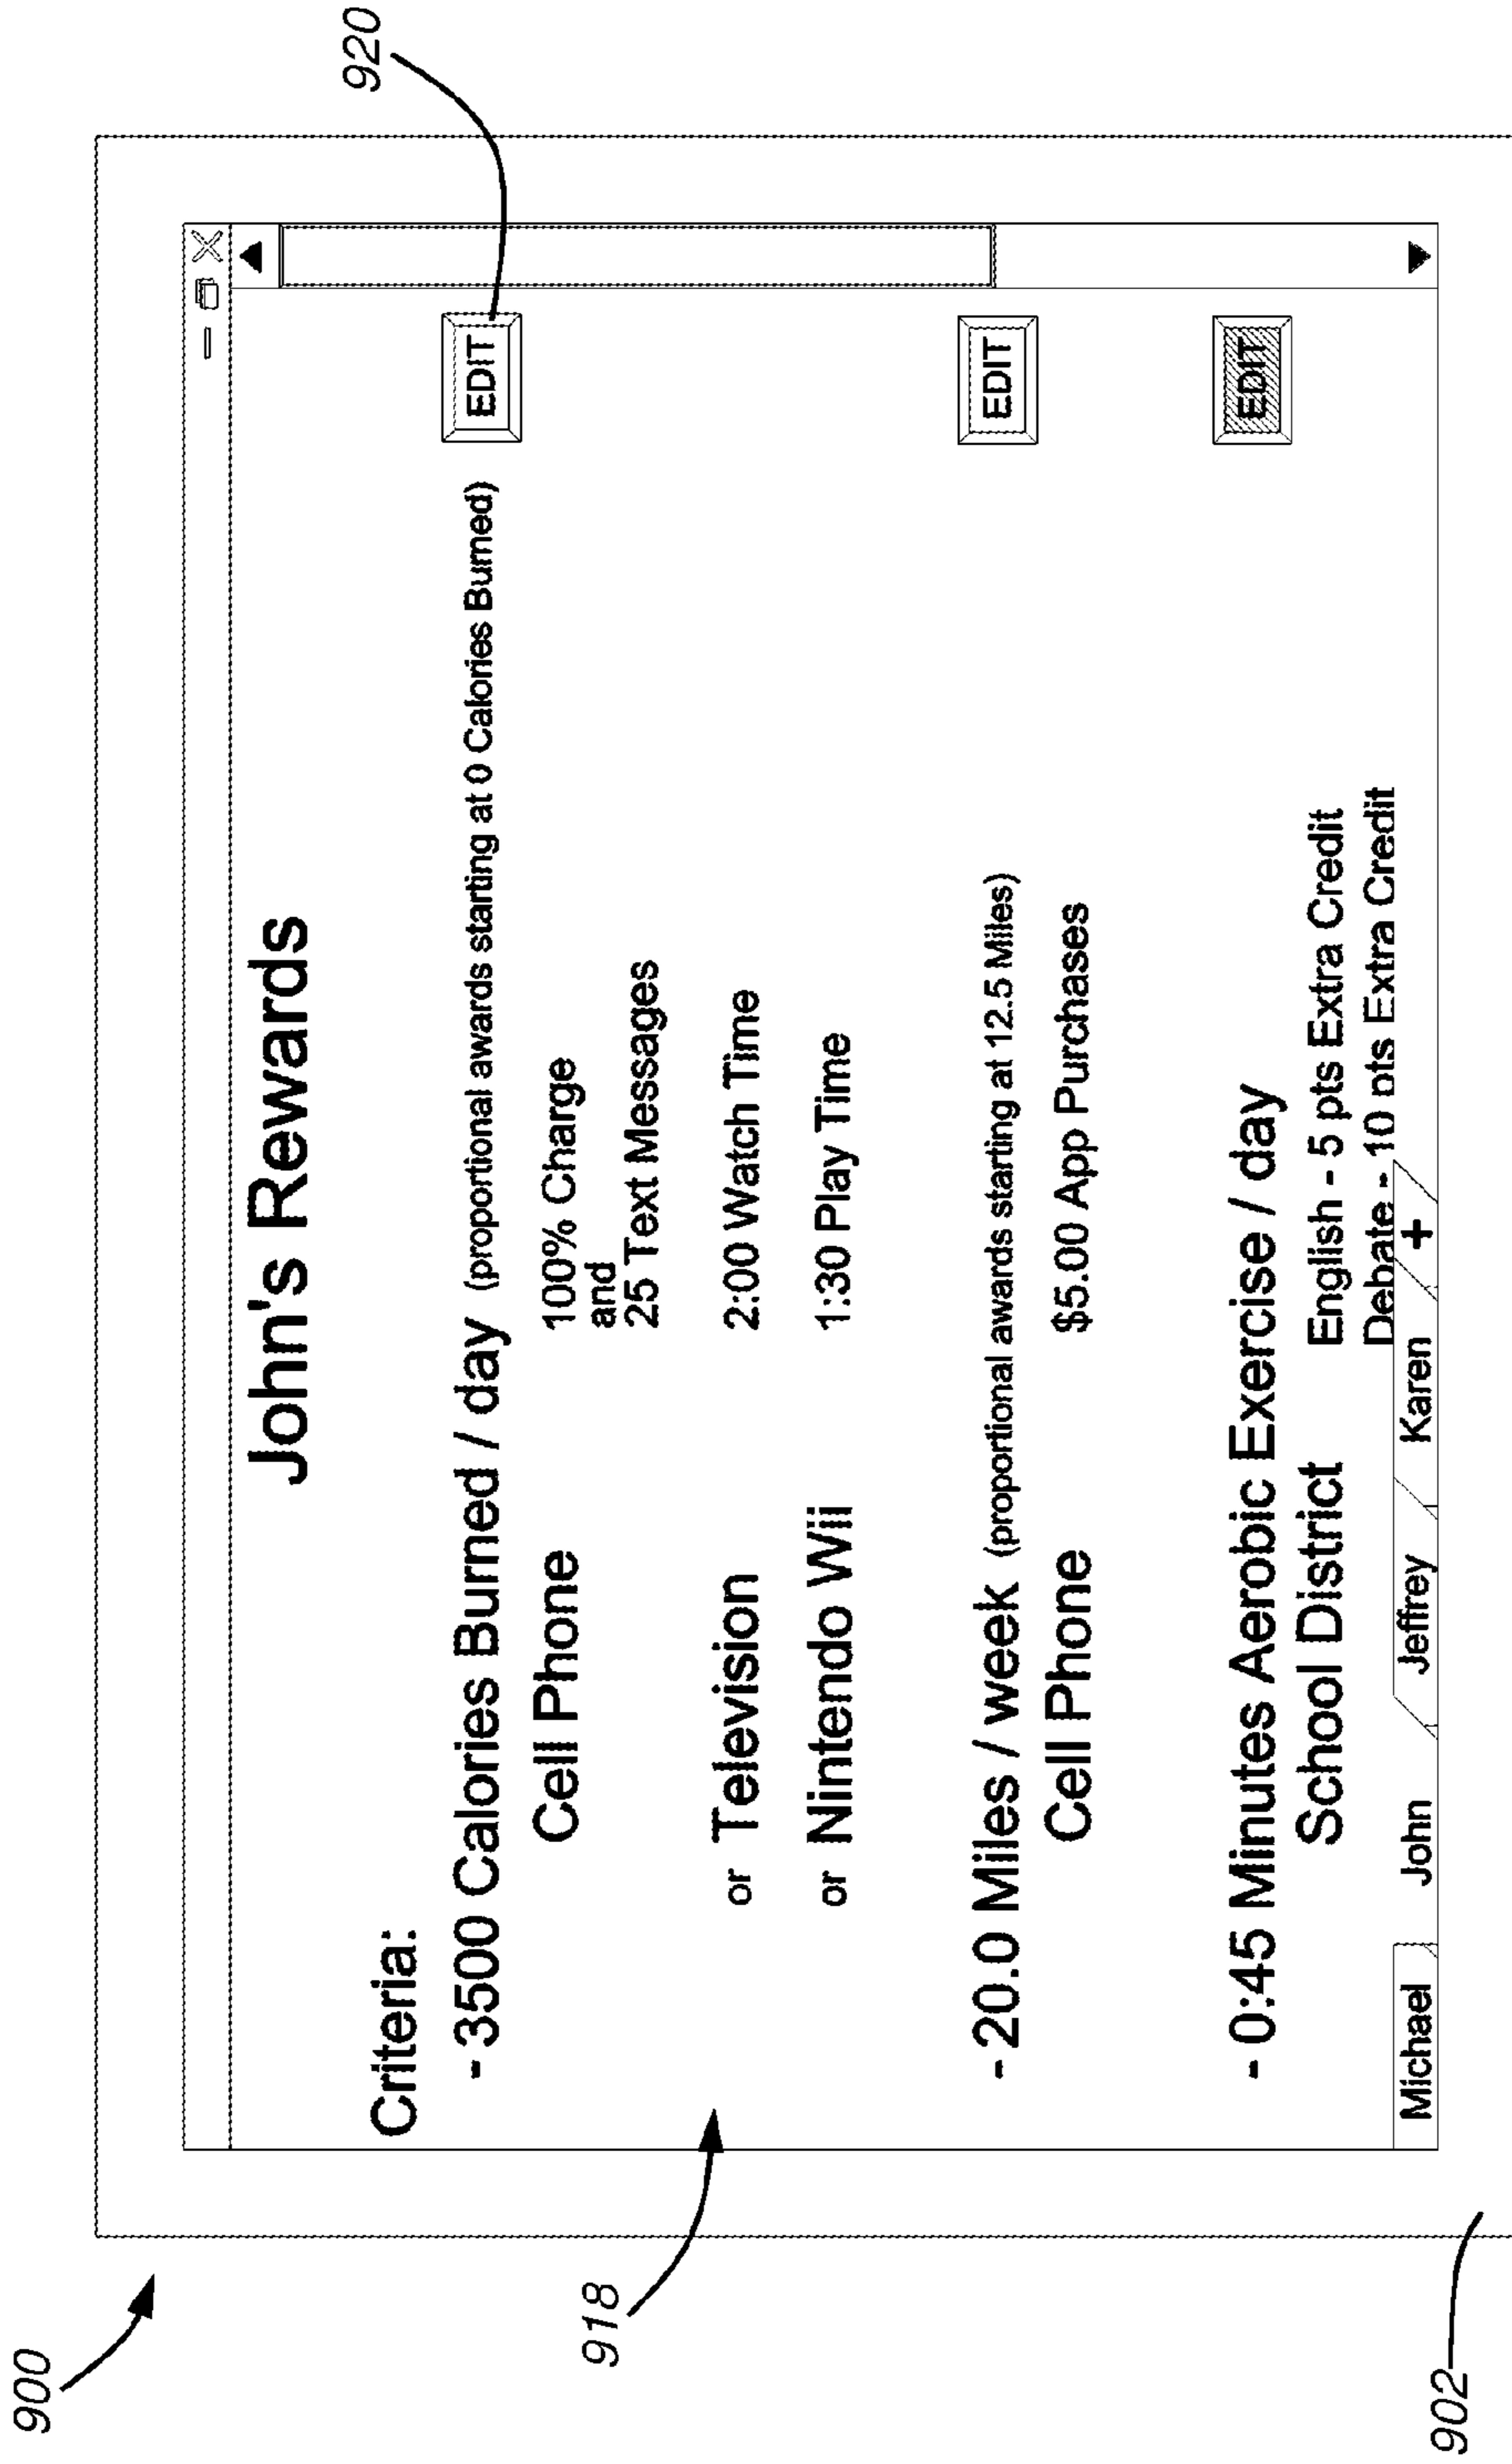 900
920
John's Rewards
Criteria:
- 3500 Calories Burned / day (proportional awards starting at 0 Calories Burned)
EDIT
Cell Phone 100% Charge
and
25 Text Messages
918
or Television 2:00 Watch Time
or Nintendo Wii 1:30 Play Time
- 20.0 Miles / week (proportional awards starting at 12.5 Miles)
EDIT
Cell Phone $5.00 App Purchases
- 0:45 Minutes Aerobic Exercise / day
EDIT
School District English - 5 pts Extra Credit
Debate - 10 pts Extra Credit
Michael John Jeffrey Karen +
902